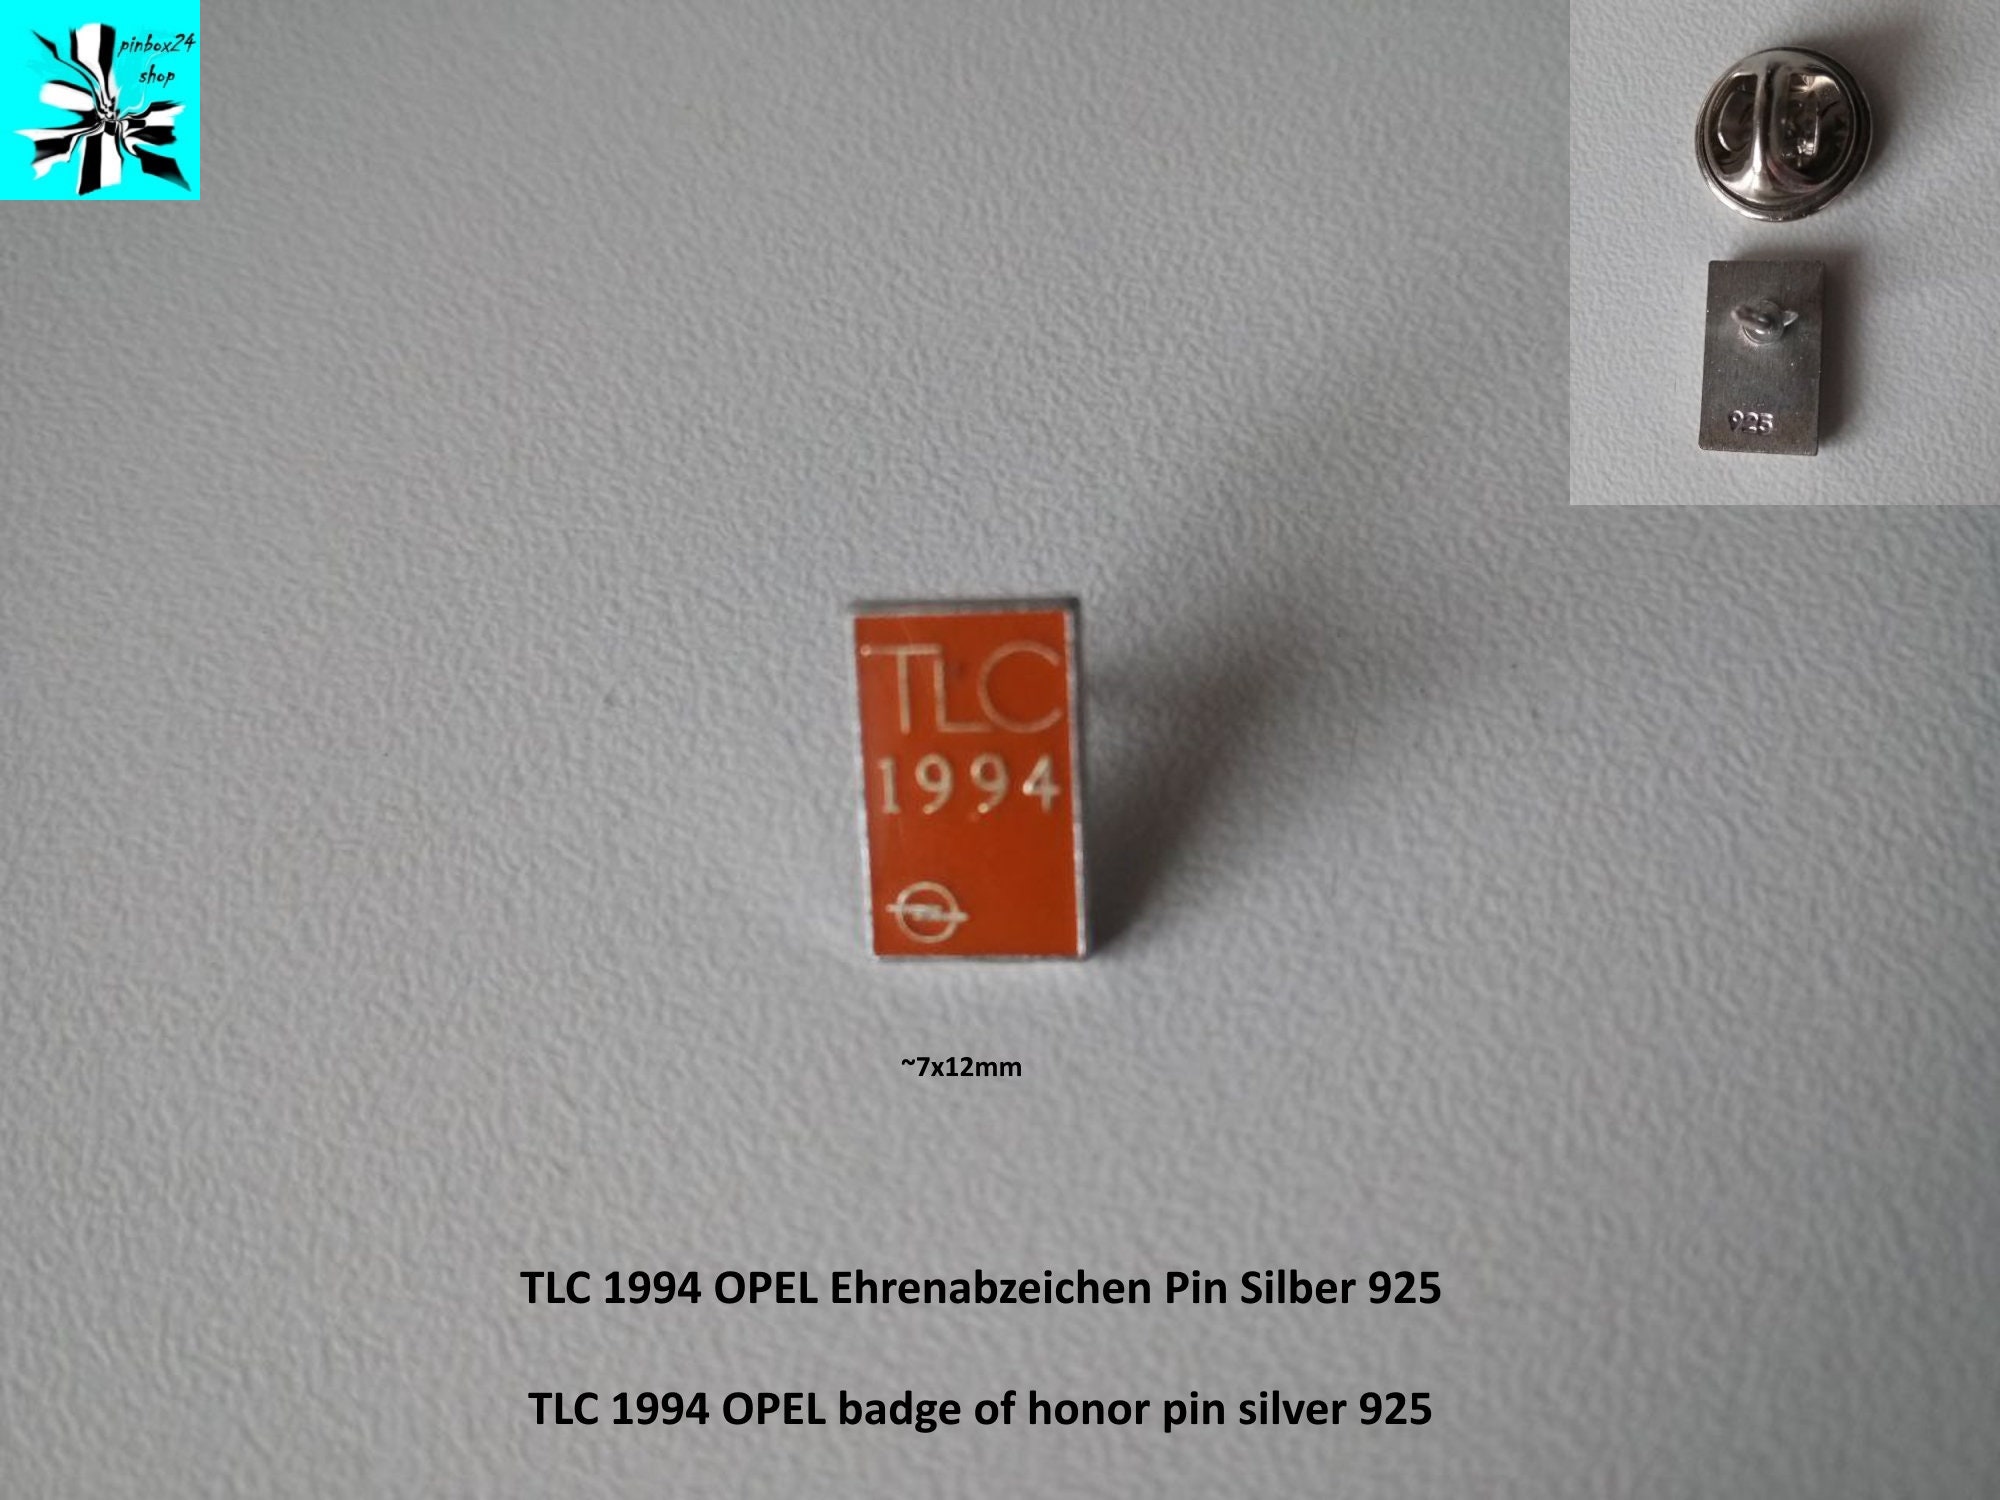 pinbox24
shop
925
TLC
1994
~7x12mm
TLC 1994 OPEL Ehrenabzeichen Pin Silber 925
TLC 1994 OPEL badge of honor pin silver 925